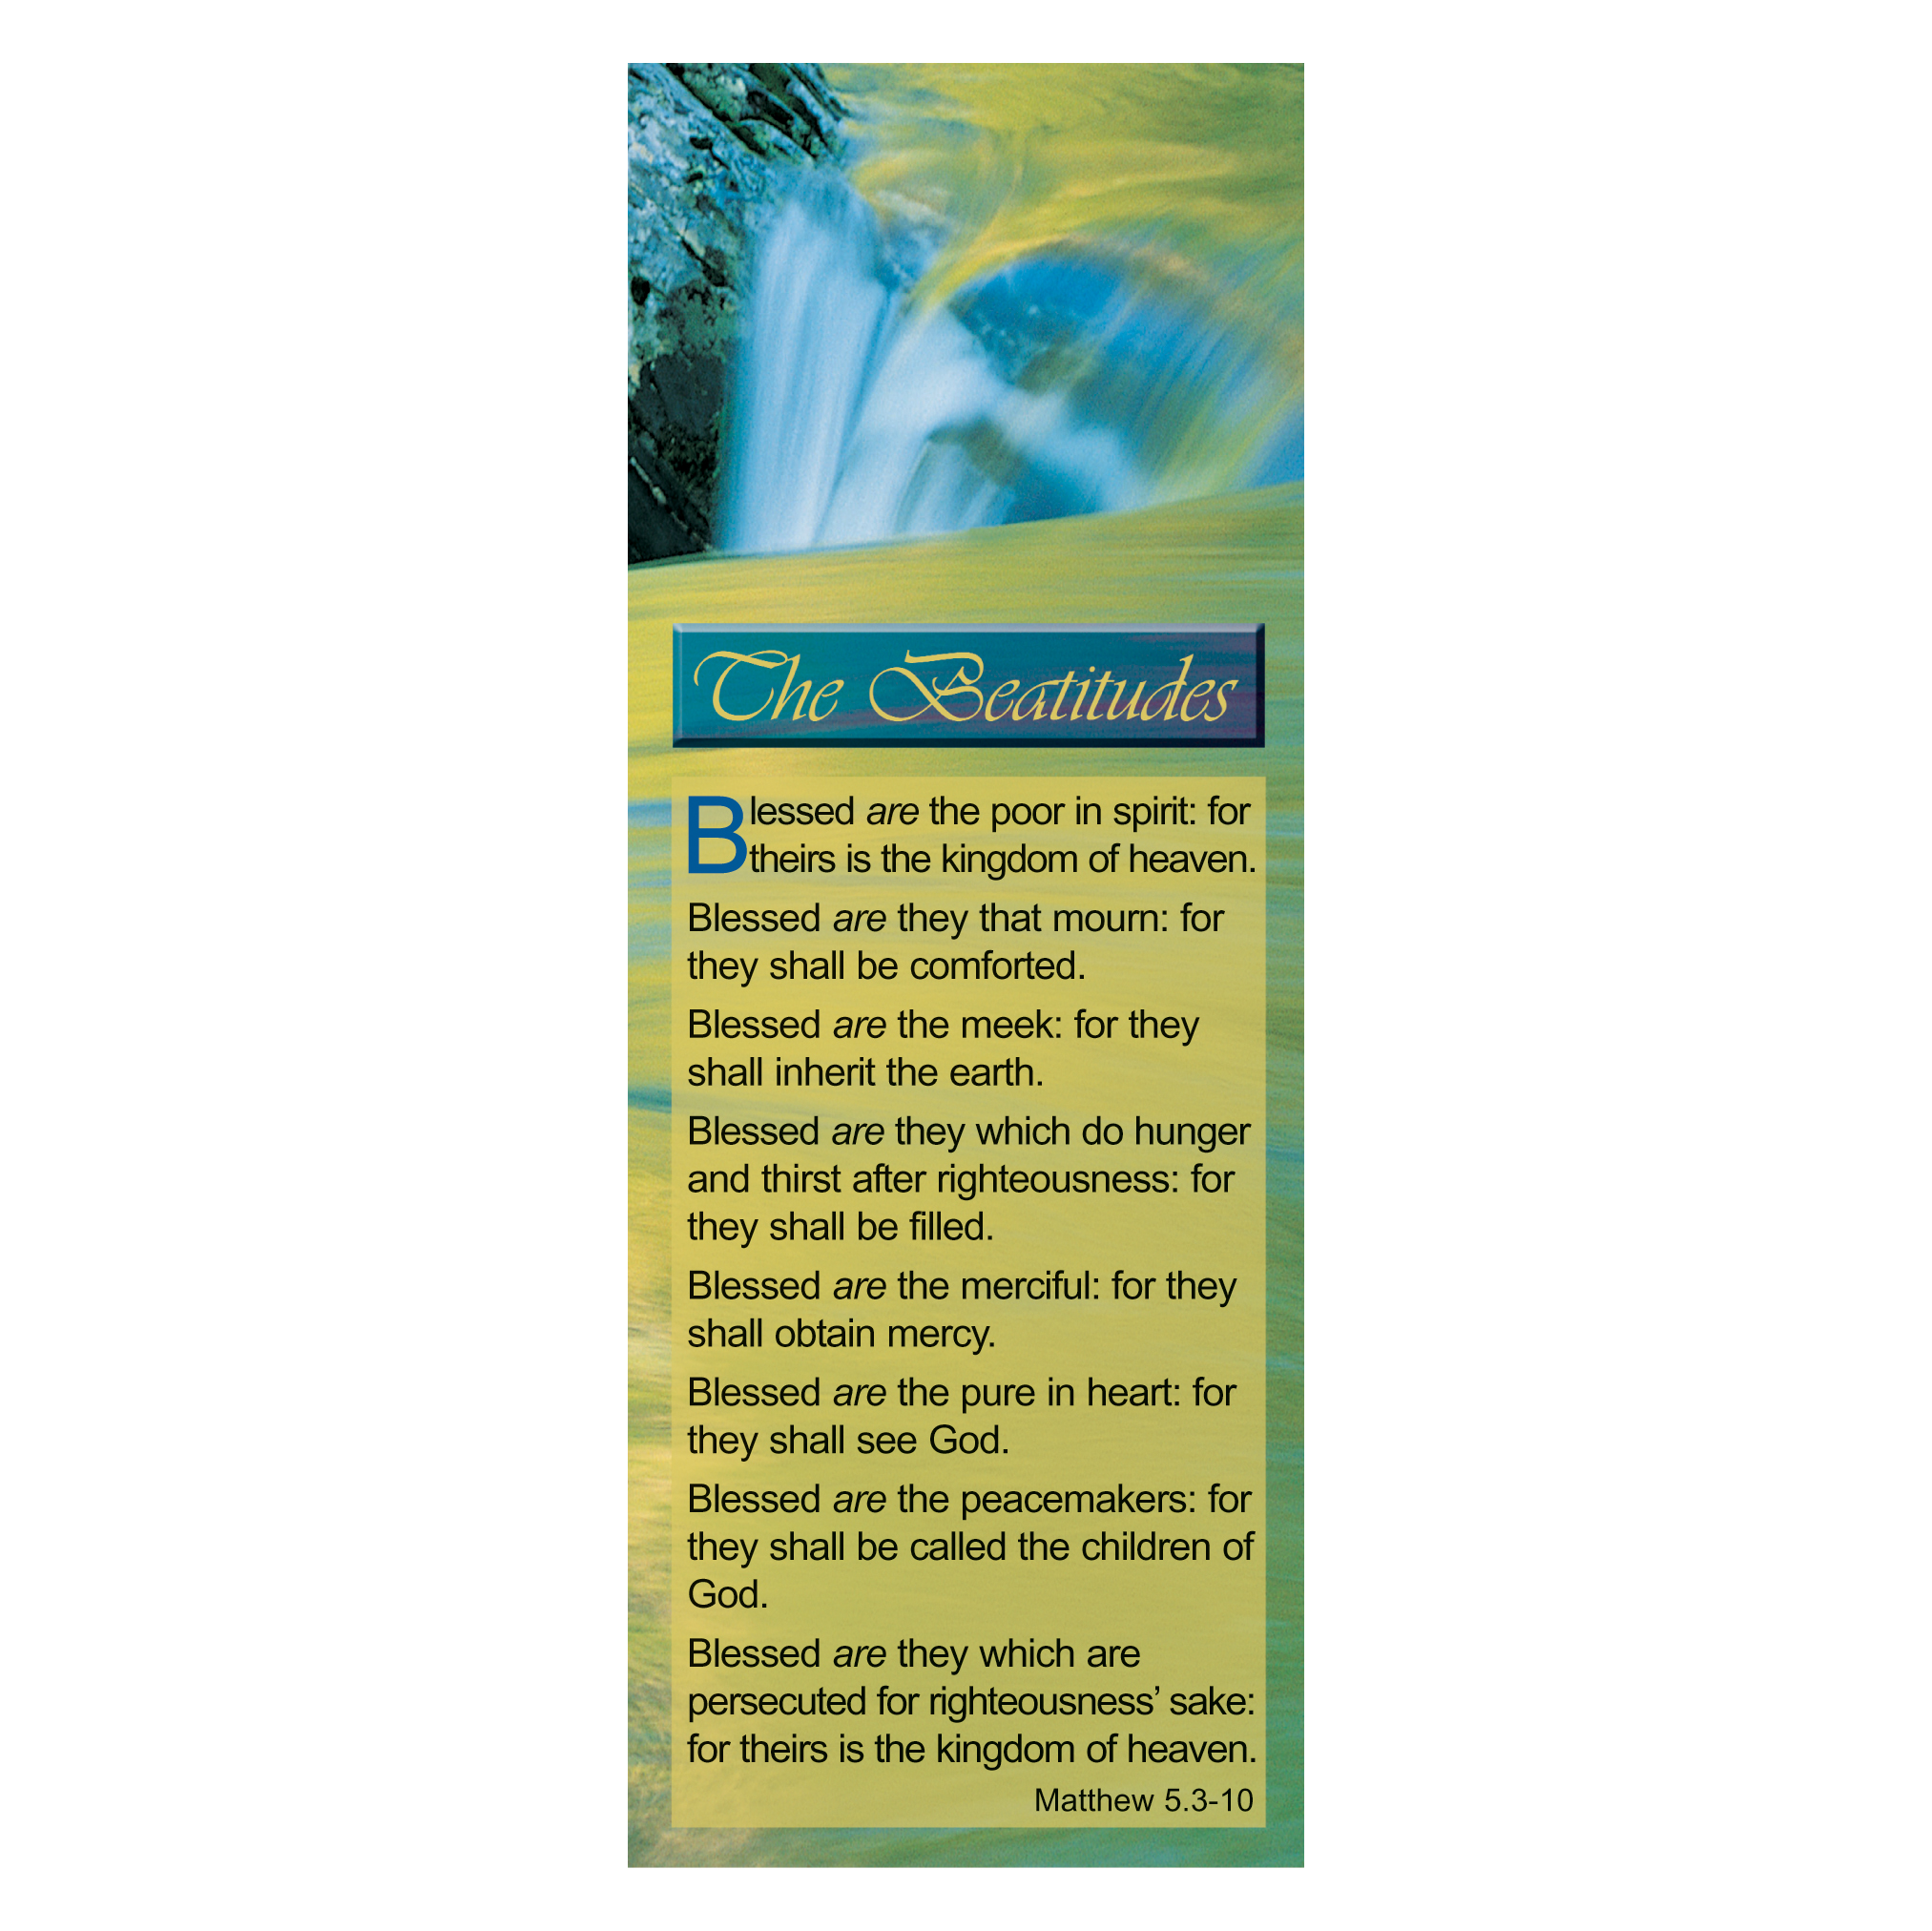 The Beatitudes
Blessed are the poor in spirit: for
theirs is the kingdom of heaven.
Blessed are they that mourn: for
they shall be comforted.
Blessed are the meek: for they
shall inherit the earth.
Blessed are they which do hunger
and thirst after righteousness: for
they shall be filled.
Blessed are the merciful: for they
shall obtain mercy.
Blessed are the pure in heart: for
they shall see God.
Blessed are the peacemakers: for
they shall be called the children of
God.
Blessed are they which are
persecuted for righteousness’ sake:
for theirs is the kingdom of heaven.
Matthew 5.3-10